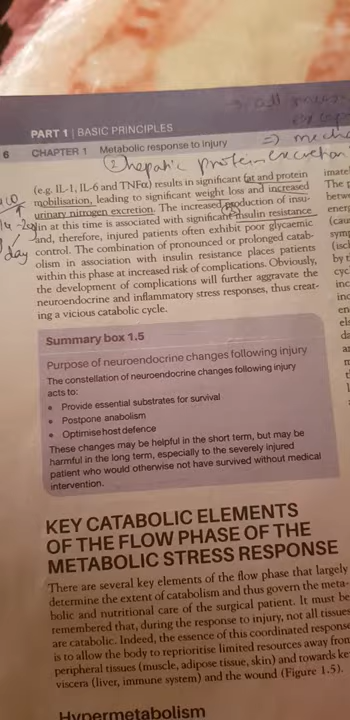 PART 1 | BASIC PRINCIPLES
6 CHAPTER 1 Metabolic response to injury
② hepatic protein excretion
(e.g. IL-1, IL-6 and TNFα) results in significant fat and protein
mobilisation, leading to significant weight loss and increased
urinary nitrogen excretion. The increased production of insu-
lin at this time is associated with significant insulin resistance
and, therefore, injured patients often exhibit poor glycaemic
control. The combination of pronounced or prolonged catab-
olism in association with insulin resistance places patients
within this phase at increased risk of complications. Obviously,
the development of complications will further aggravate the
neuroendocrine and inflammatory stress responses, thus creat-
ing a vicious catabolic cycle.
day
Summary box 1.5
Purpose of neuroendocrine changes following injury
The constellation of neuroendocrine changes following injury
acts to:
• Provide essential substrates for survival
• Postpone anabolism
• Optimise host defence
These changes may be helpful in the short term, but may be
harmful in the long term, especially to the severely injured
patient who would otherwise not have survived without medical
intervention.
KEY CATABOLIC ELEMENTS
OF THE FLOW PHASE OF THE
METABOLIC STRESS RESPONSE
There are several key elements of the flow phase that largely
determine the extent of catabolism and thus govern the meta-
bolic and nutritional care of the surgical patient. It must be
remembered that, during the response to injury, not all tissues
are catabolic. Indeed, the essence of this coordinated response
is to allow the body to reprioritise limited resources away from
peripheral tissues (muscle, adipose tissue, skin) and towards key
viscera (liver, immune system) and the wound (Figure 1.5).
Hypermetabolism